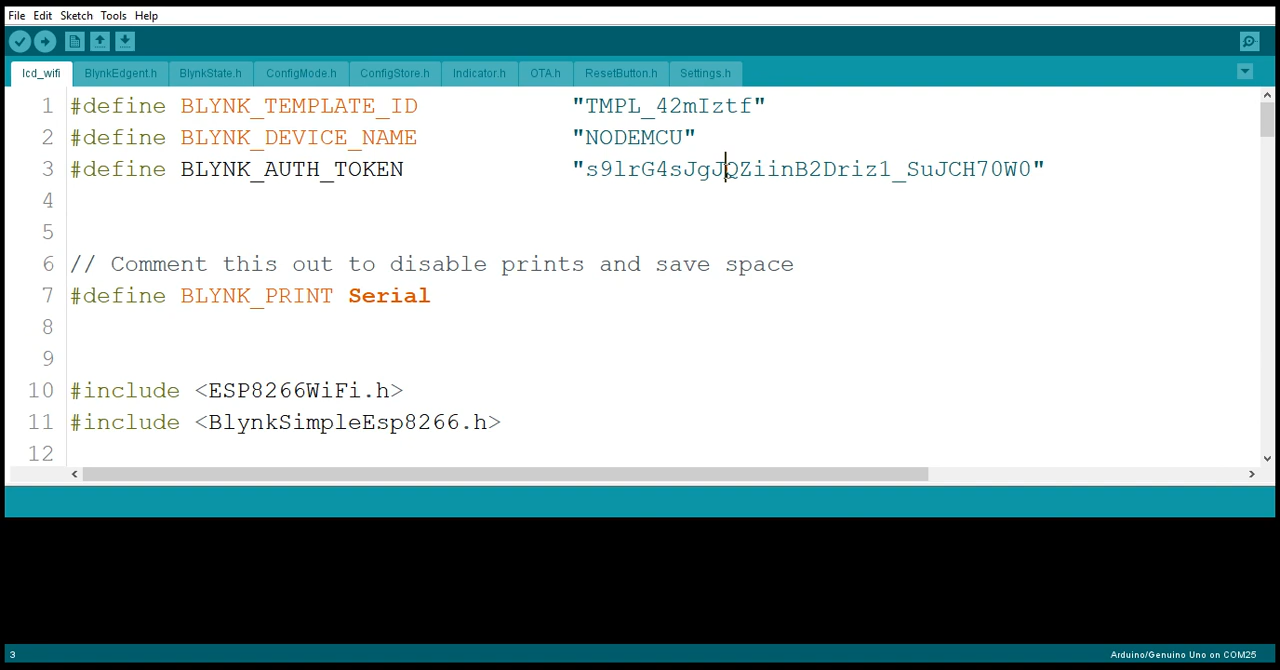 File Edit Sketch Tools Help
lcd_wifi BlynkEdgent.h BlynkState.h ConfigMode.h ConfigStore.h Indicator.h OTA.h ResetButton.h Settings.h
1 #define BLYNK_TEMPLATE_ID "TMPL_42mIztf"
2 #define BLYNK_DEVICE_NAME "NODEMCU"
3 #define BLYNK_AUTH_TOKEN "s9lrG4sJgJQZiinB2Driz1_SuJCH70W0"
4
5
6 // Comment this out to disable prints and save space
7 #define BLYNK_PRINT Serial
8
9
10 #include <ESP8266WiFi.h>
11 #include <BlynkSimpleEsp8266.h>
12
3 Arduino/Genuino Uno on COM25